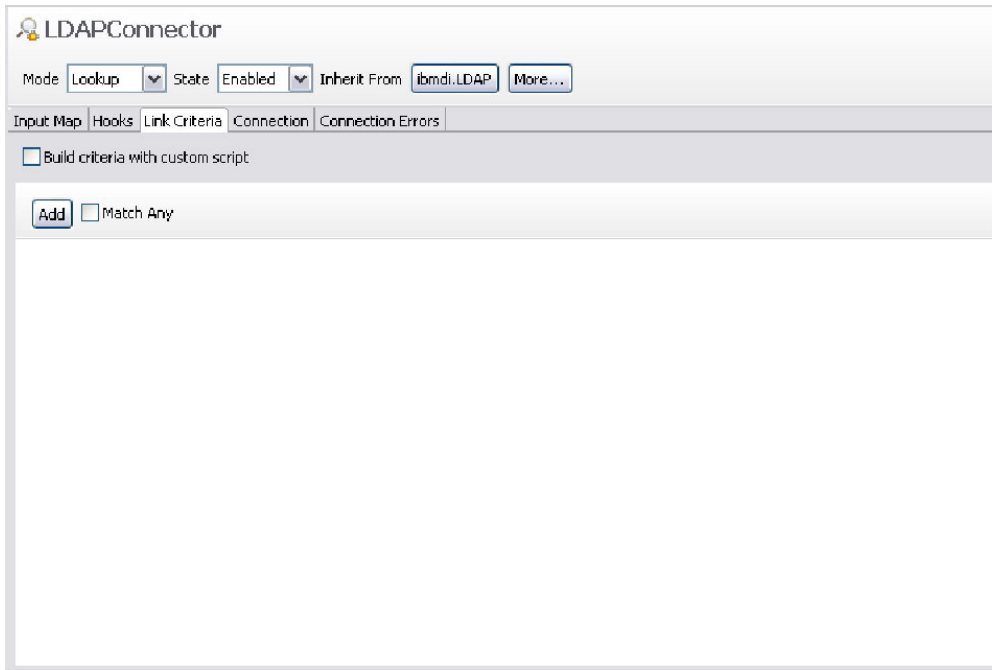 LDAPConnector
Mode Lookup State Enabled Inherit From ibmdi.LDAP More...
Input Map Hooks Link Criteria Connection Connection Errors
Build criteria with custom script
Add Match Any